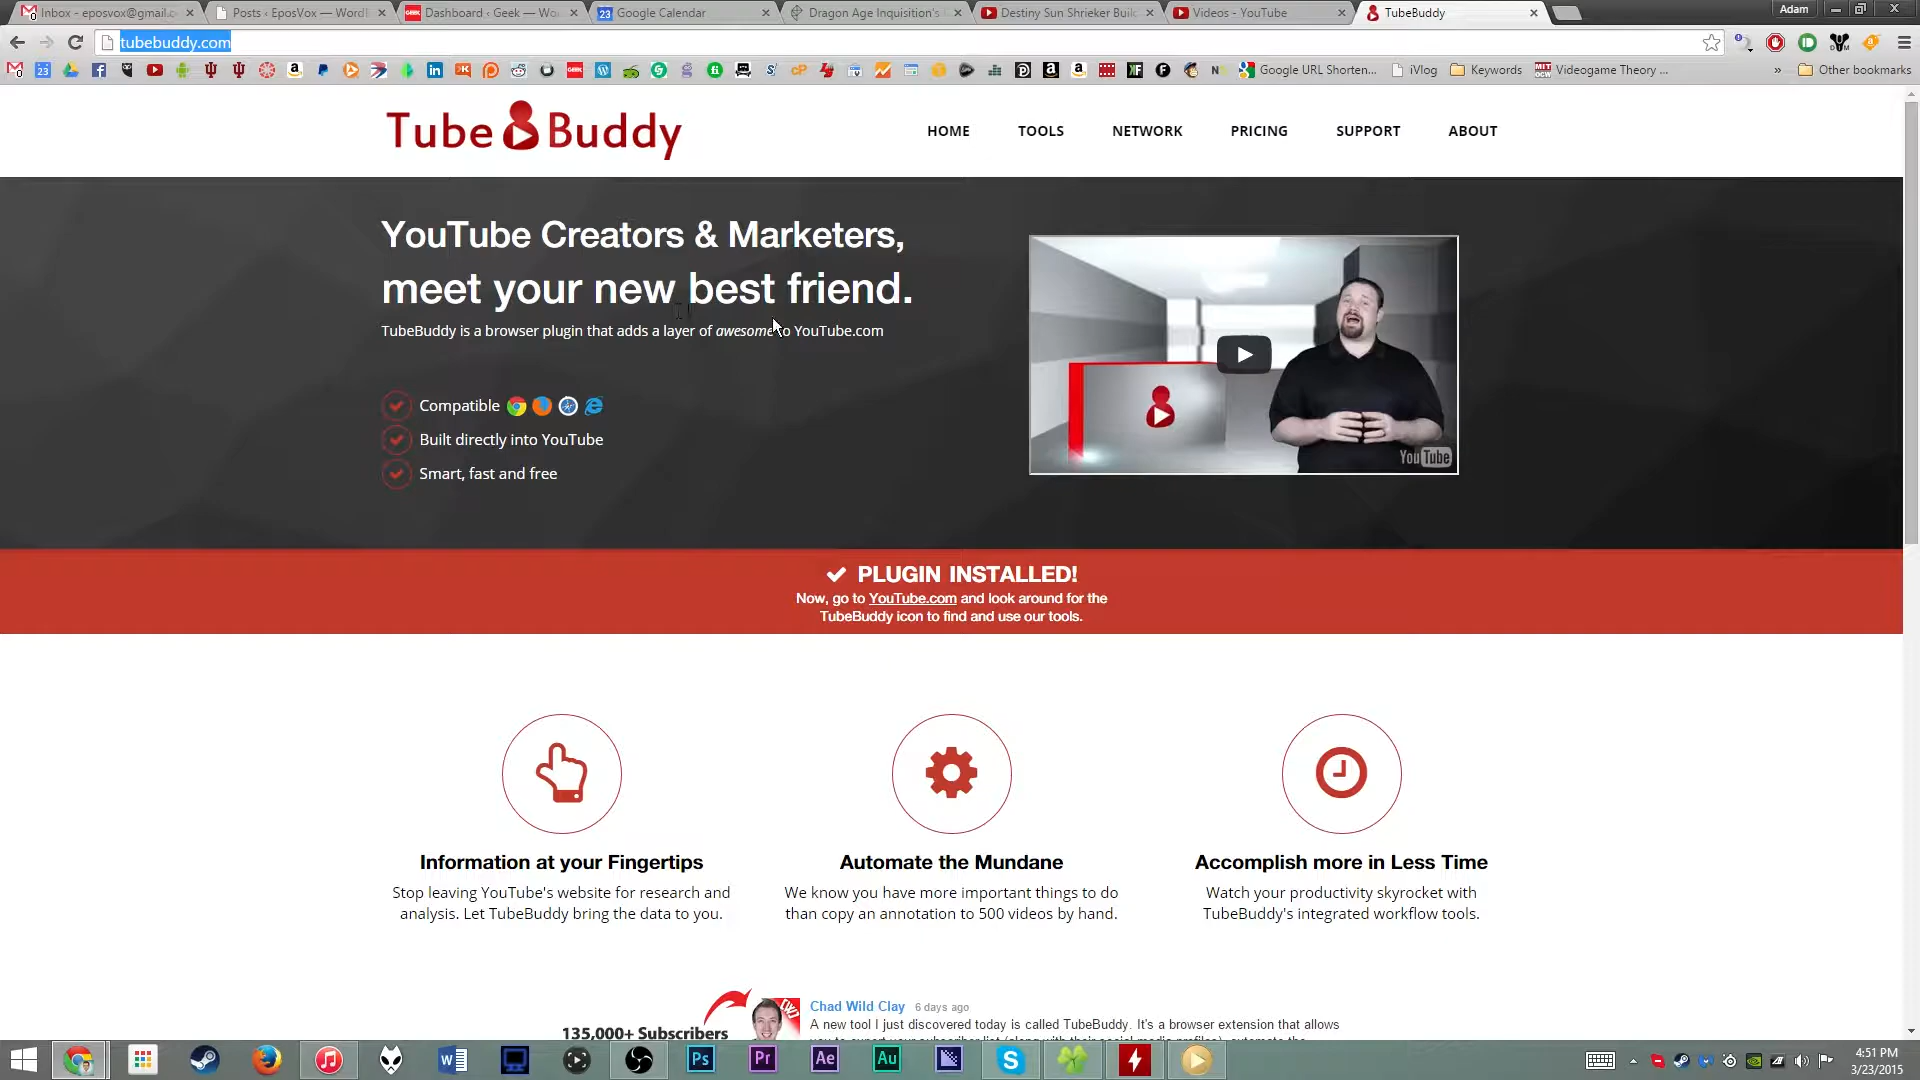 Inbox - eposvox@gmail.c
Posts ‹ EposVox — WordI
Dashboard ‹ Geek — Wo
Google Calendar
Dragon Age Inquisition's
Destiny Sun Shrieker Buil
Videos - YouTube
TubeBuddy
Adam
tubebuddy.com
Google URL Shorten...
iVlog
Keywords
Videogame Theory ...
»
Other bookmarks
Tube Buddy
HOME
TOOLS
NETWORK
PRICING
SUPPORT
ABOUT
YouTube Creators & Marketers,
meet your new best friend.
TubeBuddy is a browser plugin that adds a layer of awesome to YouTube.com
Compatible
Built directly into YouTube
Smart, fast and free
YouTube
PLUGIN INSTALLED!
Now, go to YouTube.com and look around for the
TubeBuddy icon to find and use our tools.
Information at your Fingertips
Stop leaving YouTube's website for research and
analysis. Let TubeBuddy bring the data to you.
Automate the Mundane
We know you have more important things to do
than copy an annotation to 500 videos by hand.
Accomplish more in Less Time
Watch your productivity skyrocket with
TubeBuddy's integrated workflow tools.
135,000+ Subscribers
Chad Wild Clay 6 days ago
A new tool I just discovered today is called TubeBuddy. It's a browser extension that allows
Ps
Pr
Ae
Au
4:51 PM
3/23/2015